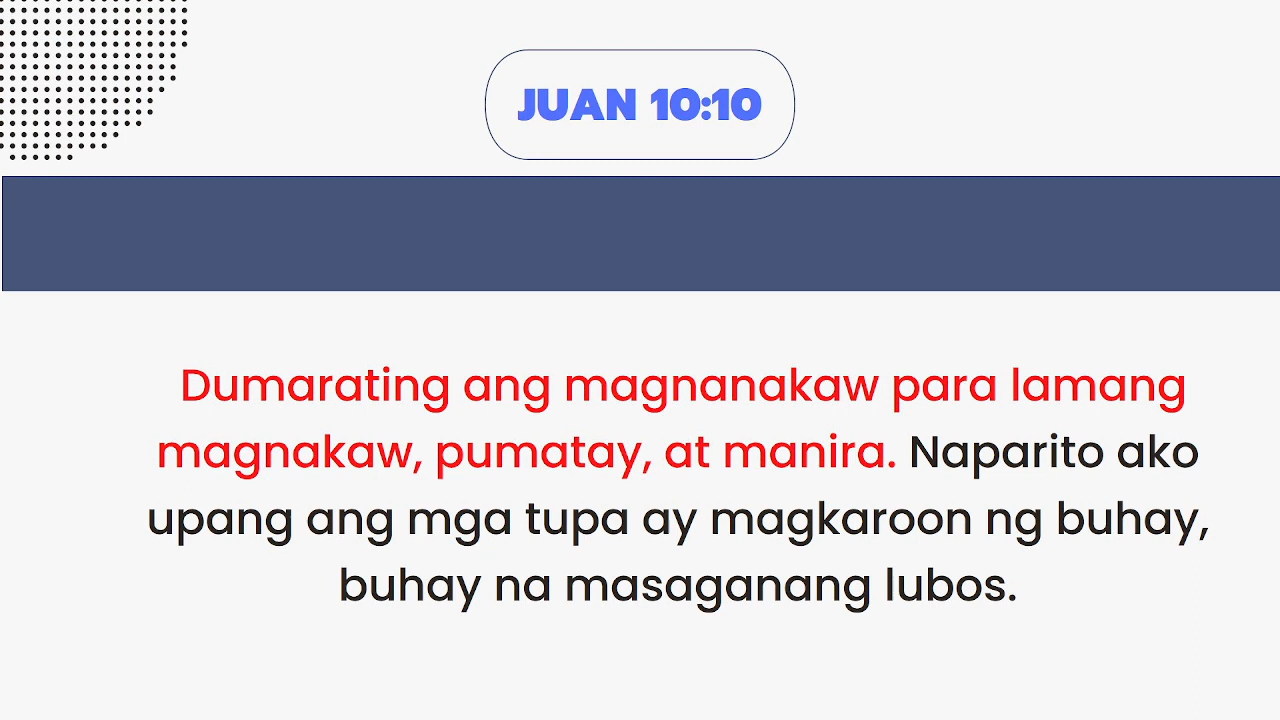 JUAN 10:10
Dumarating ang magnanakaw para lamang
magnakaw, pumatay, at manira. Naparito ako
upang ang mga tupa ay magkaroon ng buhay,
buhay na masaganang lubos.